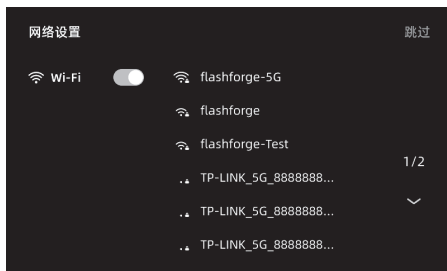 网络设置
跳过
Wi-Fi
flashforge-5G
flashforge
flashforge-Test
TP-LINK_5G_8888888...
TP-LINK_5G_8888888...
TP-LINK_5G_8888888...
1/2